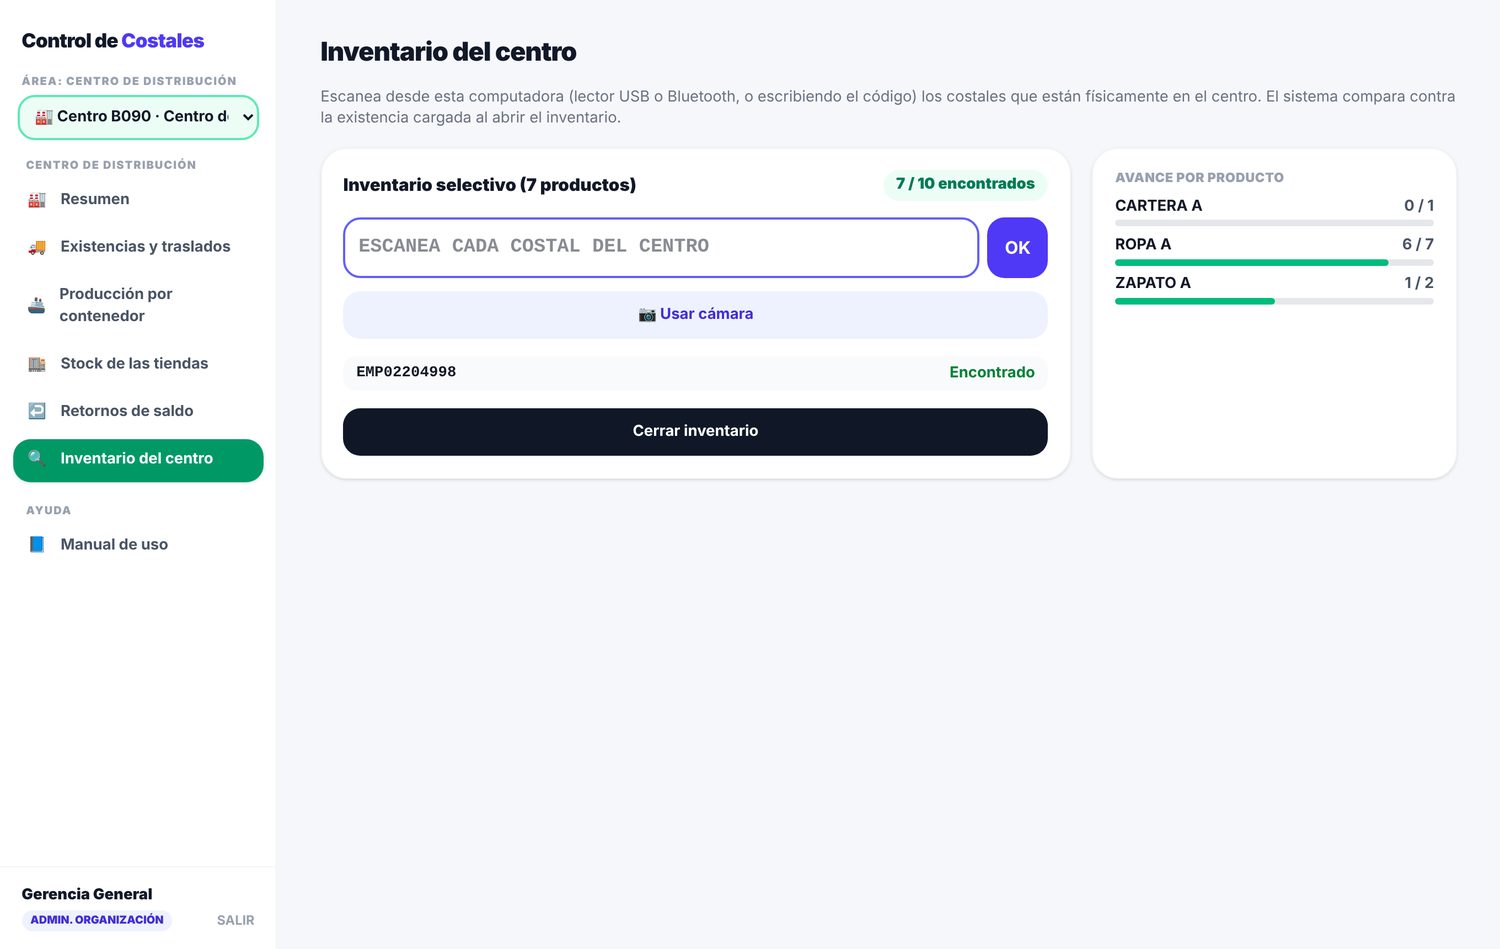 Control de Costales
ÁREA: CENTRO DE DISTRIBUCIÓN
Centro B090 · Centro d
CENTRO DE DISTRIBUCIÓN
Resumen
Existencias y traslados
Producción por
contenedor
Stock de las tiendas
Retornos de saldo
Inventario del centro
AYUDA
Manual de uso
Gerencia General
ADMIN. ORGANIZACIÓN
SALIR
Inventario del centro
Escanea desde esta computadora (lector USB o Bluetooth, o escribiendo el código) los costales que están físicamente en el centro. El sistema compara contra
la existencia cargada al abrir el inventario.
Inventario selectivo (7 productos)
7 / 10 encontrados
ESCANEA CADA COSTAL DEL CENTRO
OK
Usar cámara
EMP02204998
Encontrado
Cerrar inventario
AVANCE POR PRODUCTO
CARTERA A 0 / 1
ROPA A 6 / 7
ZAPATO A 1 / 2